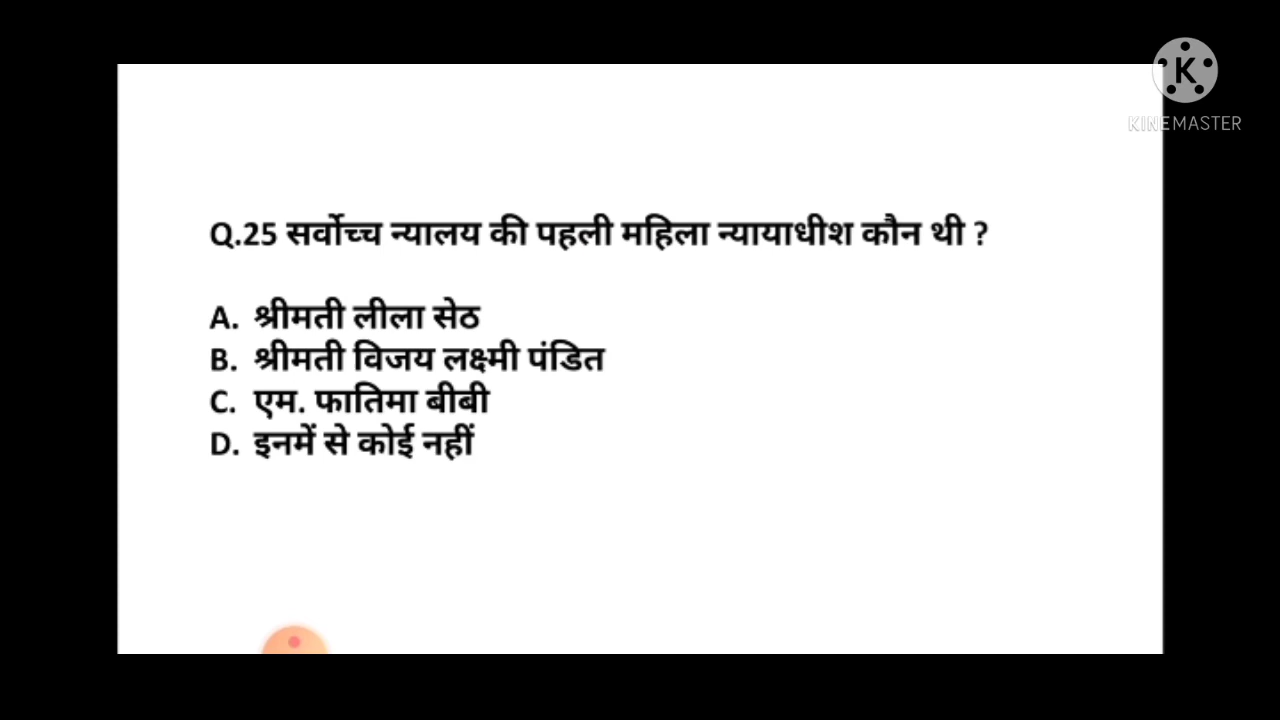 K
KINEMASTER
Q.25 सर्वोच्च न्यालय की पहली महिला न्यायाधीश कौन थी ?
A. श्रीमती लीला सेठ
B. श्रीमती विजय लक्ष्मी पंडित
C. एम. फातिमा बीबी
D. इनमें से कोई नहीं